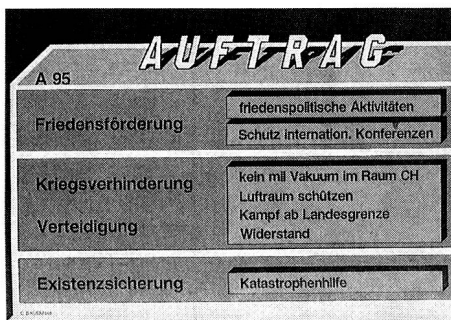 AUFTRAG
A 95
Friedensförderung
friedenspolitische Aktivitäten
Schutz internation. Konferenzen
Kriegsverhinderung
Verteidigung
kein mil Vakuum im Raum CH
Luftraum schützen
Kampf ab Landesgrenze
Widerstand
Existenzsicherung
Katastrophenhilfe